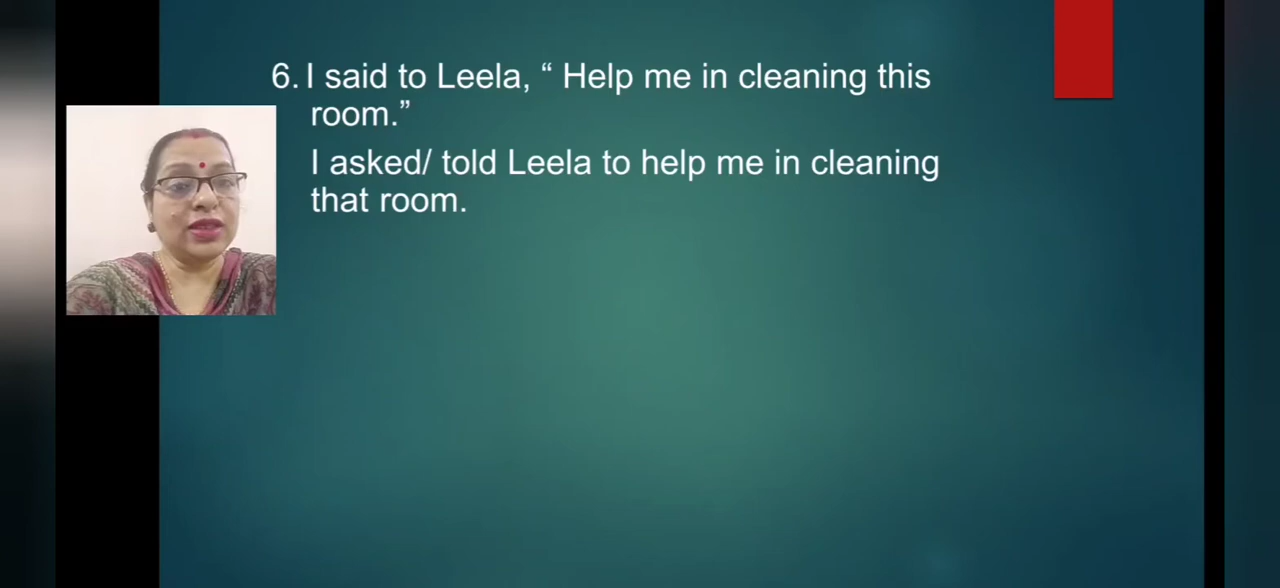 6. I said to Leela, “ Help me in cleaning this
room.”
I asked/ told Leela to help me in cleaning
that room.